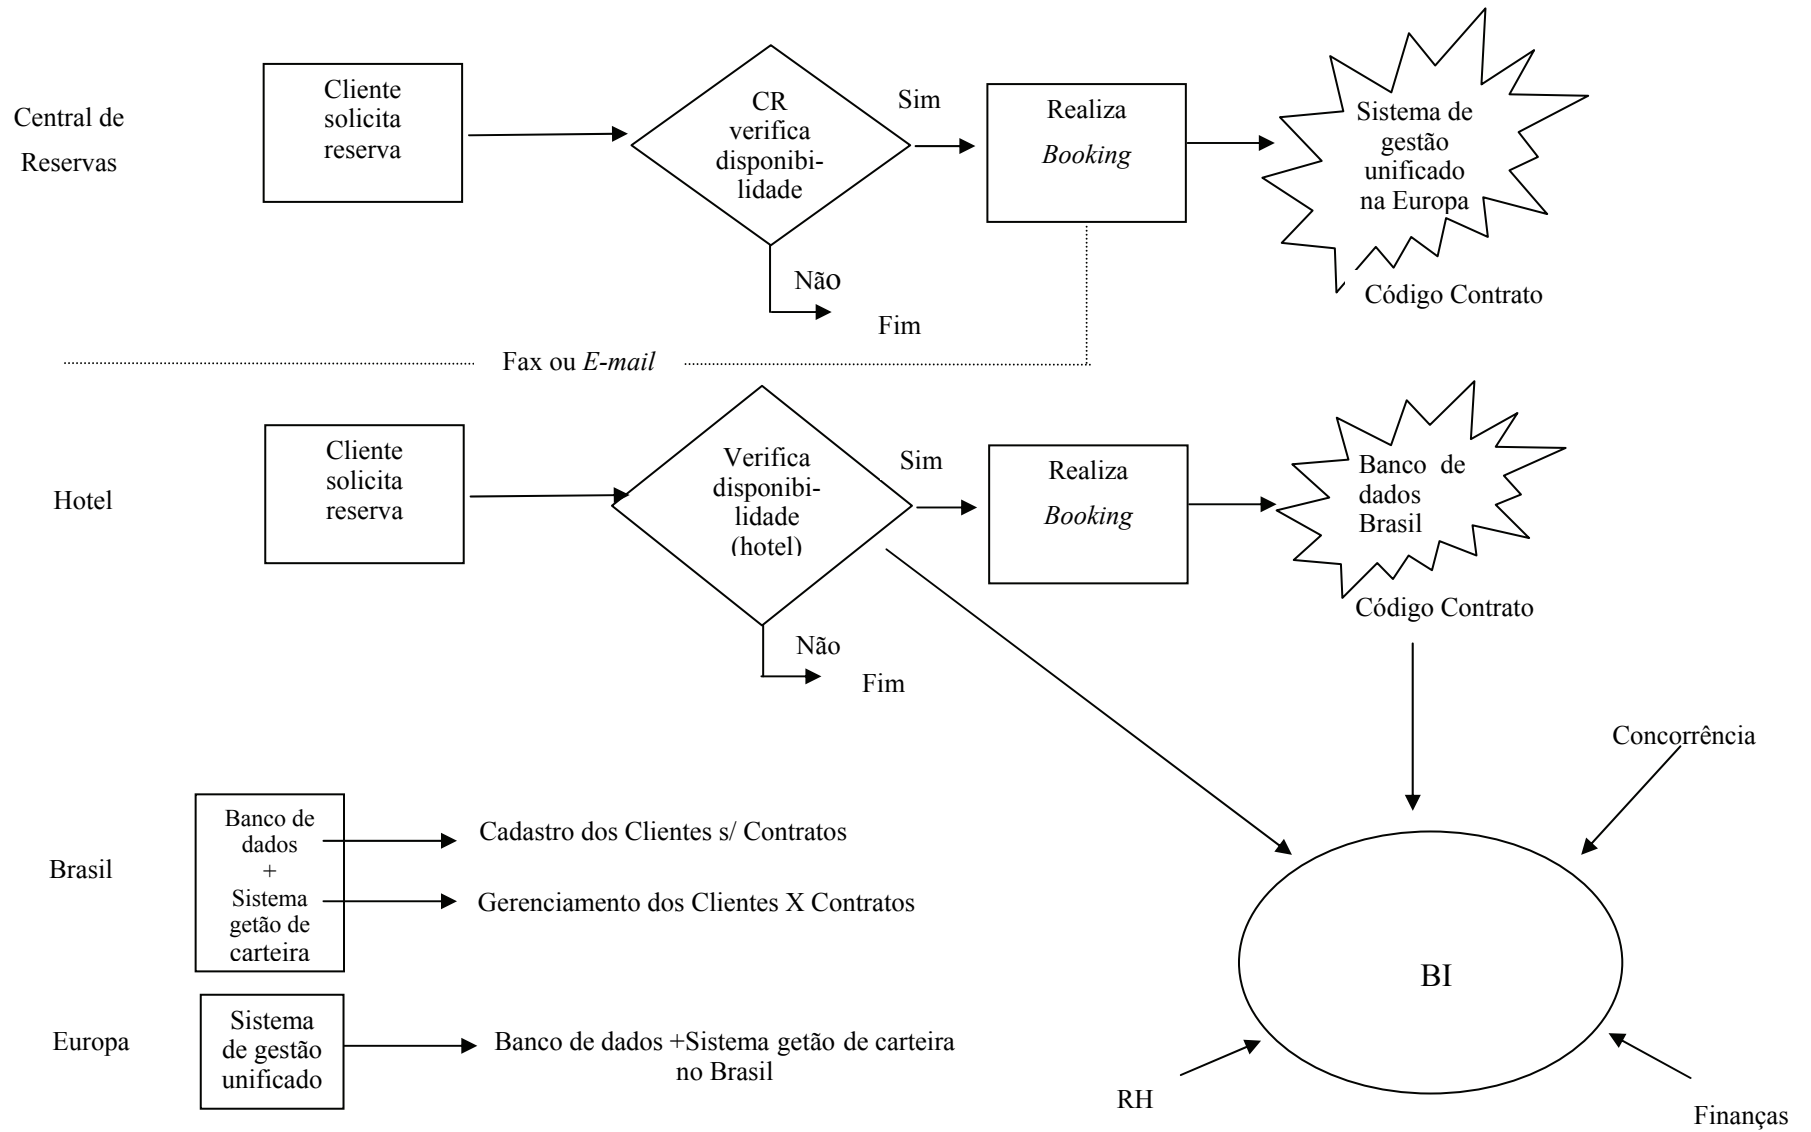 Central de
Reservas
Cliente
solicita
reserva
CR
verifica
disponibi-
lidade
Sim
Realiza
Booking
Sistema de
gestão
unificado
na Europa
Não
Fim
Código Contrato
Fax ou E-mail
Hotel
Cliente
solicita
reserva
Verifica
disponibi-
lidade
(hotel)
Sim
Realiza
Booking
Banco de
dados
Brasil
Não
Fim
Código Contrato
Concorrência
Brasil
Banco de
dados
+
Sistema
getão de
carteira
Cadastro dos Clientes s/ Contratos
Gerenciamento dos Clientes X Contratos
BI
Europa
Sistema
de gestão
unificado
Banco de dados +Sistema getão de carteira
no Brasil
RH
Finanças